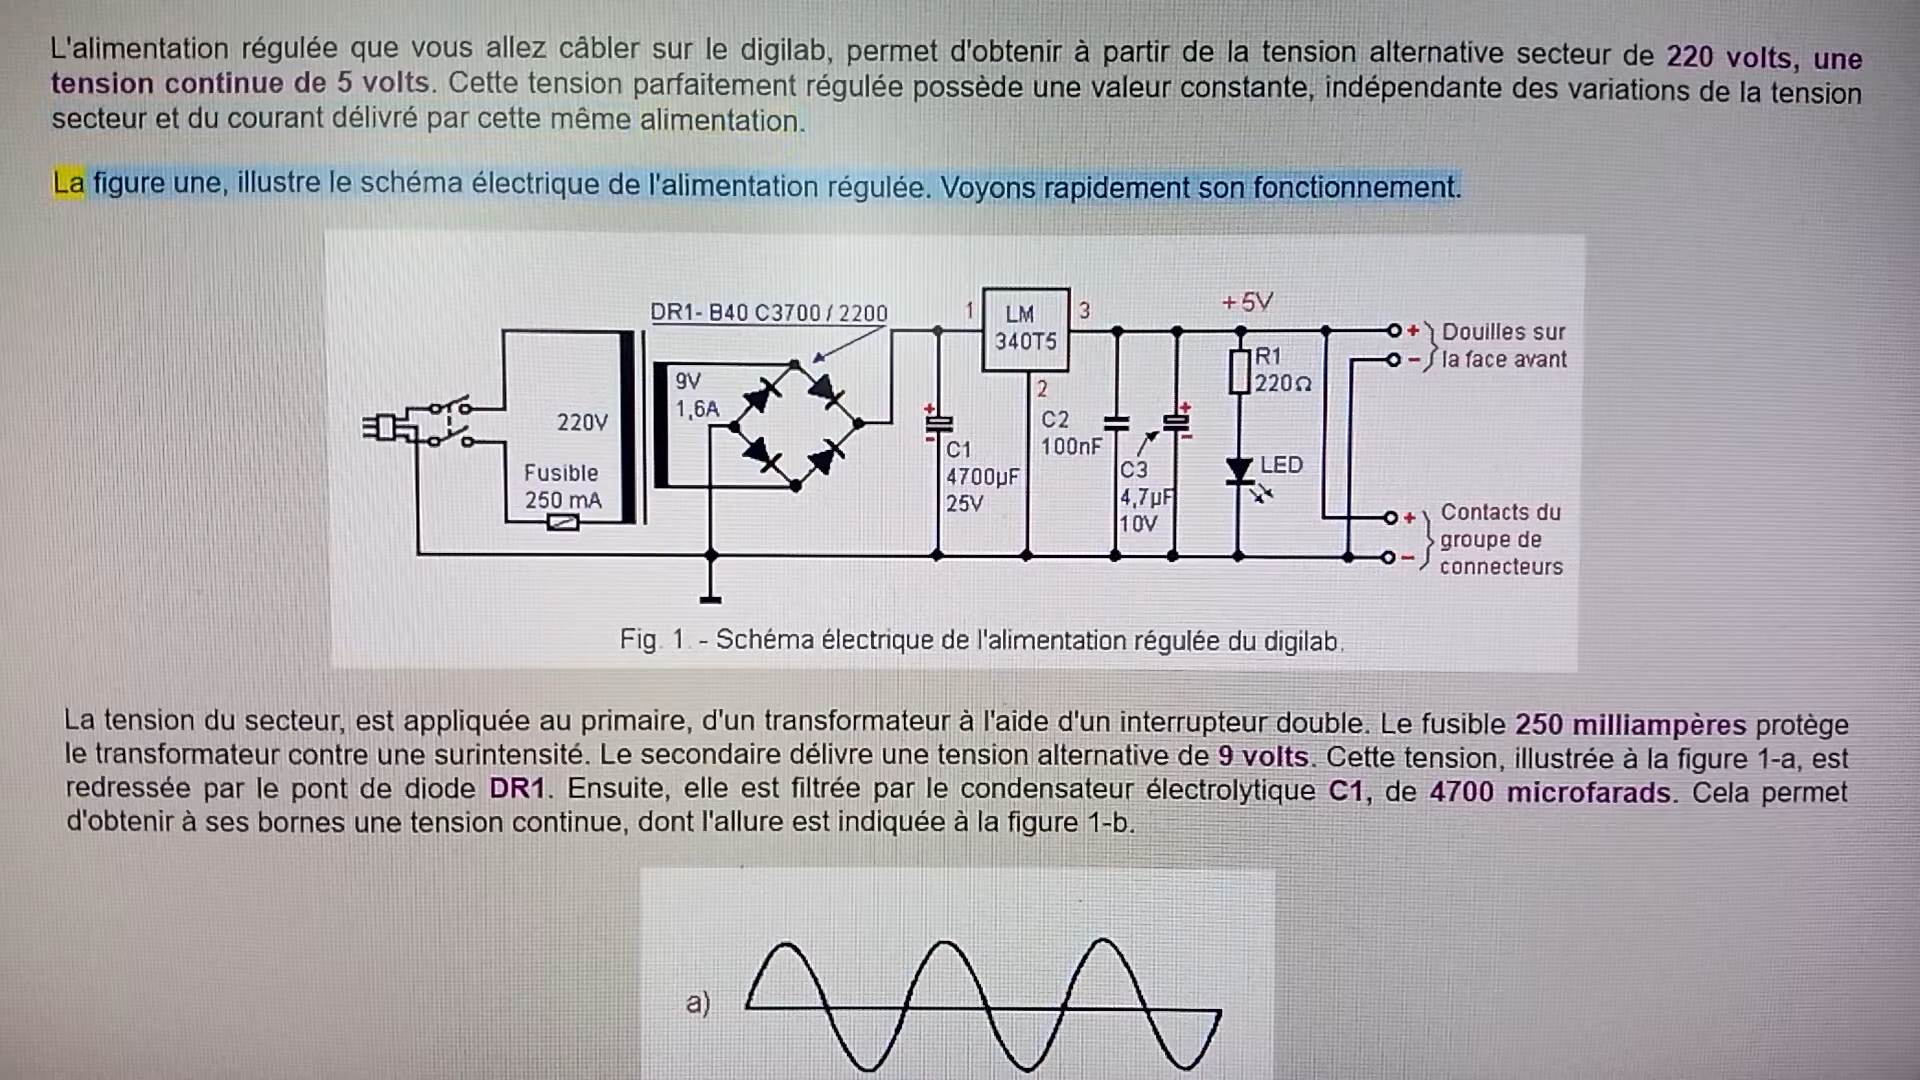 L'alimentation régulée que vous allez câbler sur le digilab, permet d'obtenir à partir de la tension alternative secteur de 220 volts, une
tension continue de 5 volts. Cette tension parfaitement régulée possède une valeur constante, indépendante des variations de la tension
secteur et du courant délivré par cette même alimentation.
La figure une, illustre le schéma électrique de l'alimentation régulée. Voyons rapidement son fonctionnement.
DR1- B40 C3700 / 2200
1
LM
340T5
3
2
+5V
+
-
Douilles sur
la face avant
220V
Fusible
250 mA
9V
1,6A
+
-
C1
4700µF
25V
C2
100nF
+
-
C3
4,7µF
10V
R1
220Ω
LED
+
-
Contacts du
groupe de
connecteurs
Fig. 1. - Schéma électrique de l'alimentation régulée du digilab.
La tension du secteur, est appliquée au primaire, d'un transformateur à l'aide d'un interrupteur double. Le fusible 250 milliampères protège
le transformateur contre une surintensité. Le secondaire délivre une tension alternative de 9 volts. Cette tension, illustrée à la figure 1-a, est
redressée par le pont de diode DR1. Ensuite, elle est filtrée par le condensateur électrolytique C1, de 4700 microfarads. Cela permet
d'obtenir à ses bornes une tension continue, dont l'allure est indiquée à la figure 1-b.
a)